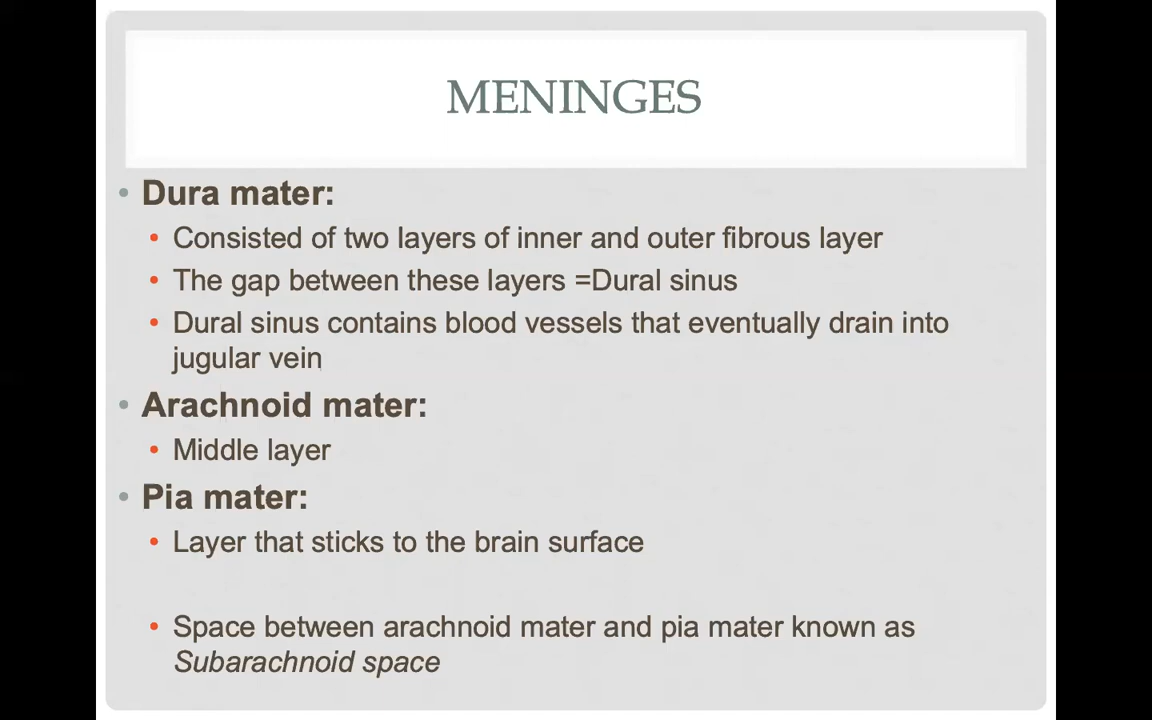 MENINGES
• Dura mater:
• Consisted of two layers of inner and outer fibrous layer
• The gap between these layers =Dural sinus
• Dural sinus contains blood vessels that eventually drain into
jugular vein
• Arachnoid mater:
• Middle layer
• Pia mater:
• Layer that sticks to the brain surface
• Space between arachnoid mater and pia mater known as
Subarachnoid space